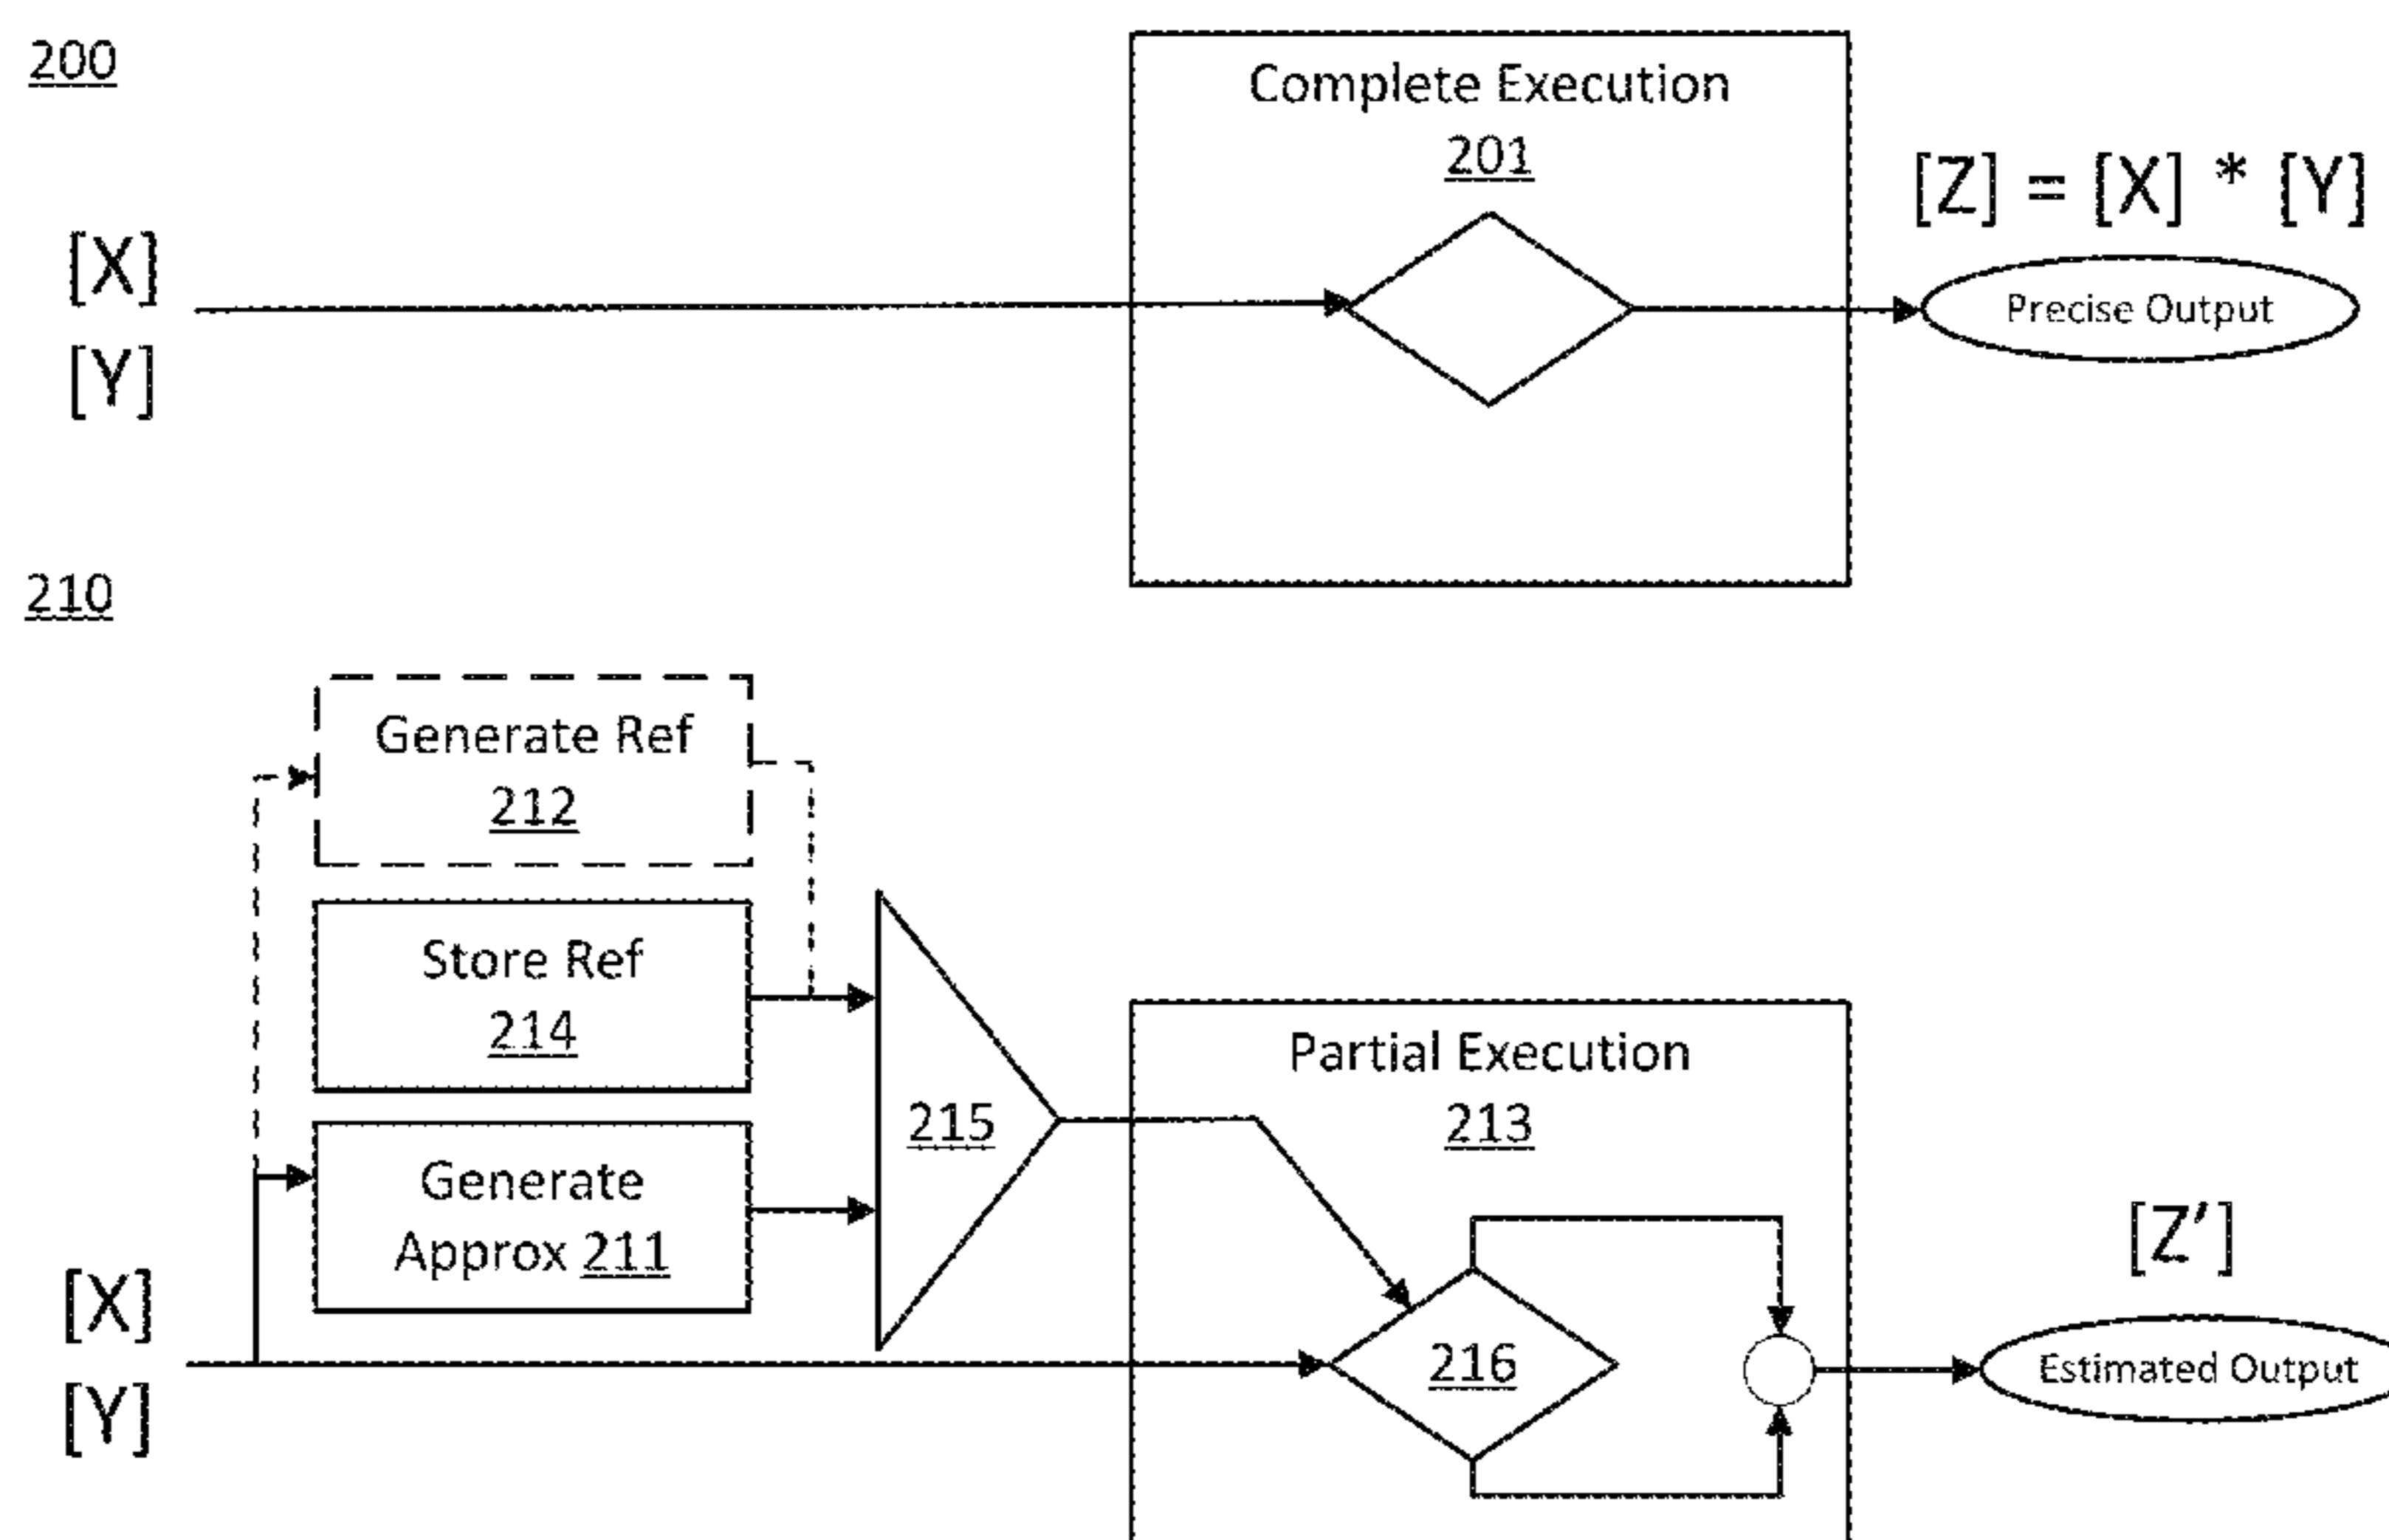 200
Complete Execution
201
[Z] = [X] * [Y]
[X]
Precise Output
[Y]
210
Generate Ref
212
Store Ref
214
Partial Execution
215
213
Generate
Approx 211
[Z']
[X]
216
Estimated Output
[Y]